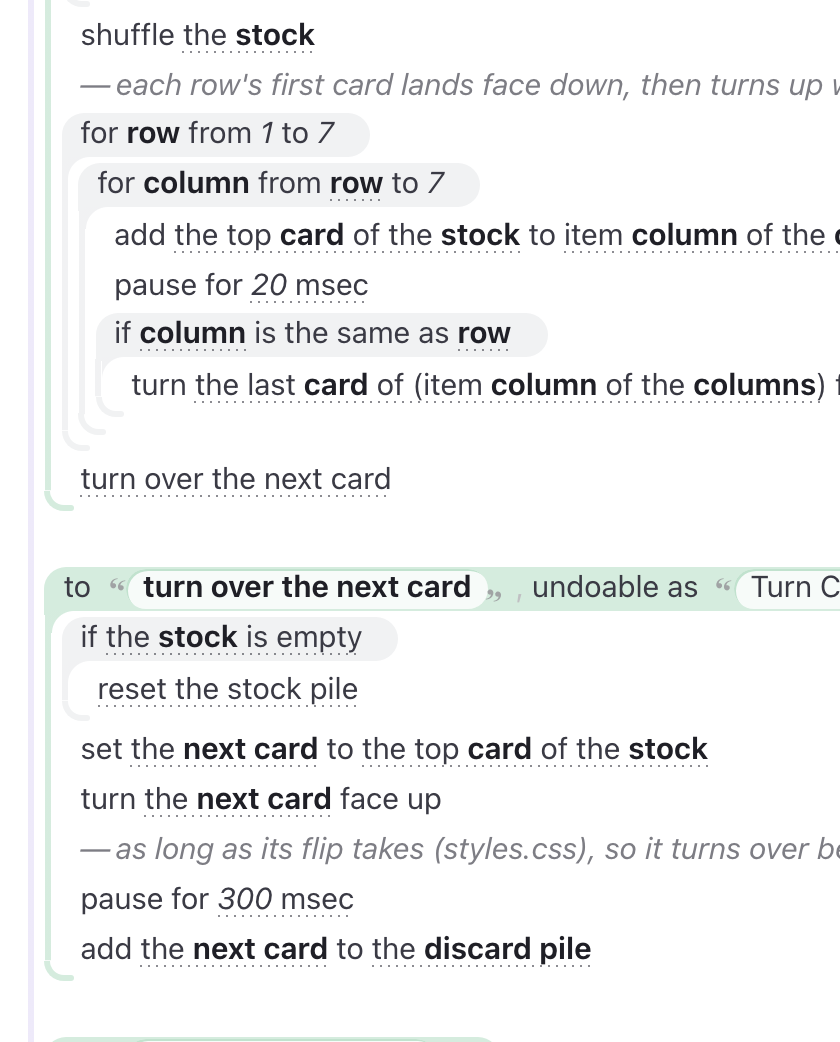 shuffle the stock
— each row's first card lands face down, then turns up
for row from 1 to 7
for column from row to 7
add the top card of the stock to item column of the
pause for 20 msec
if column is the same as row
turn the last card of (item column of the columns)
turn over the next card
to “turn over the next card”, undoable as “Turn
if the stock is empty
reset the stock pile
set the next card to the top card of the stock
turn the next card face up
— as long as its flip takes (styles.css), so it turns over
pause for 300 msec
add the next card to the discard pile